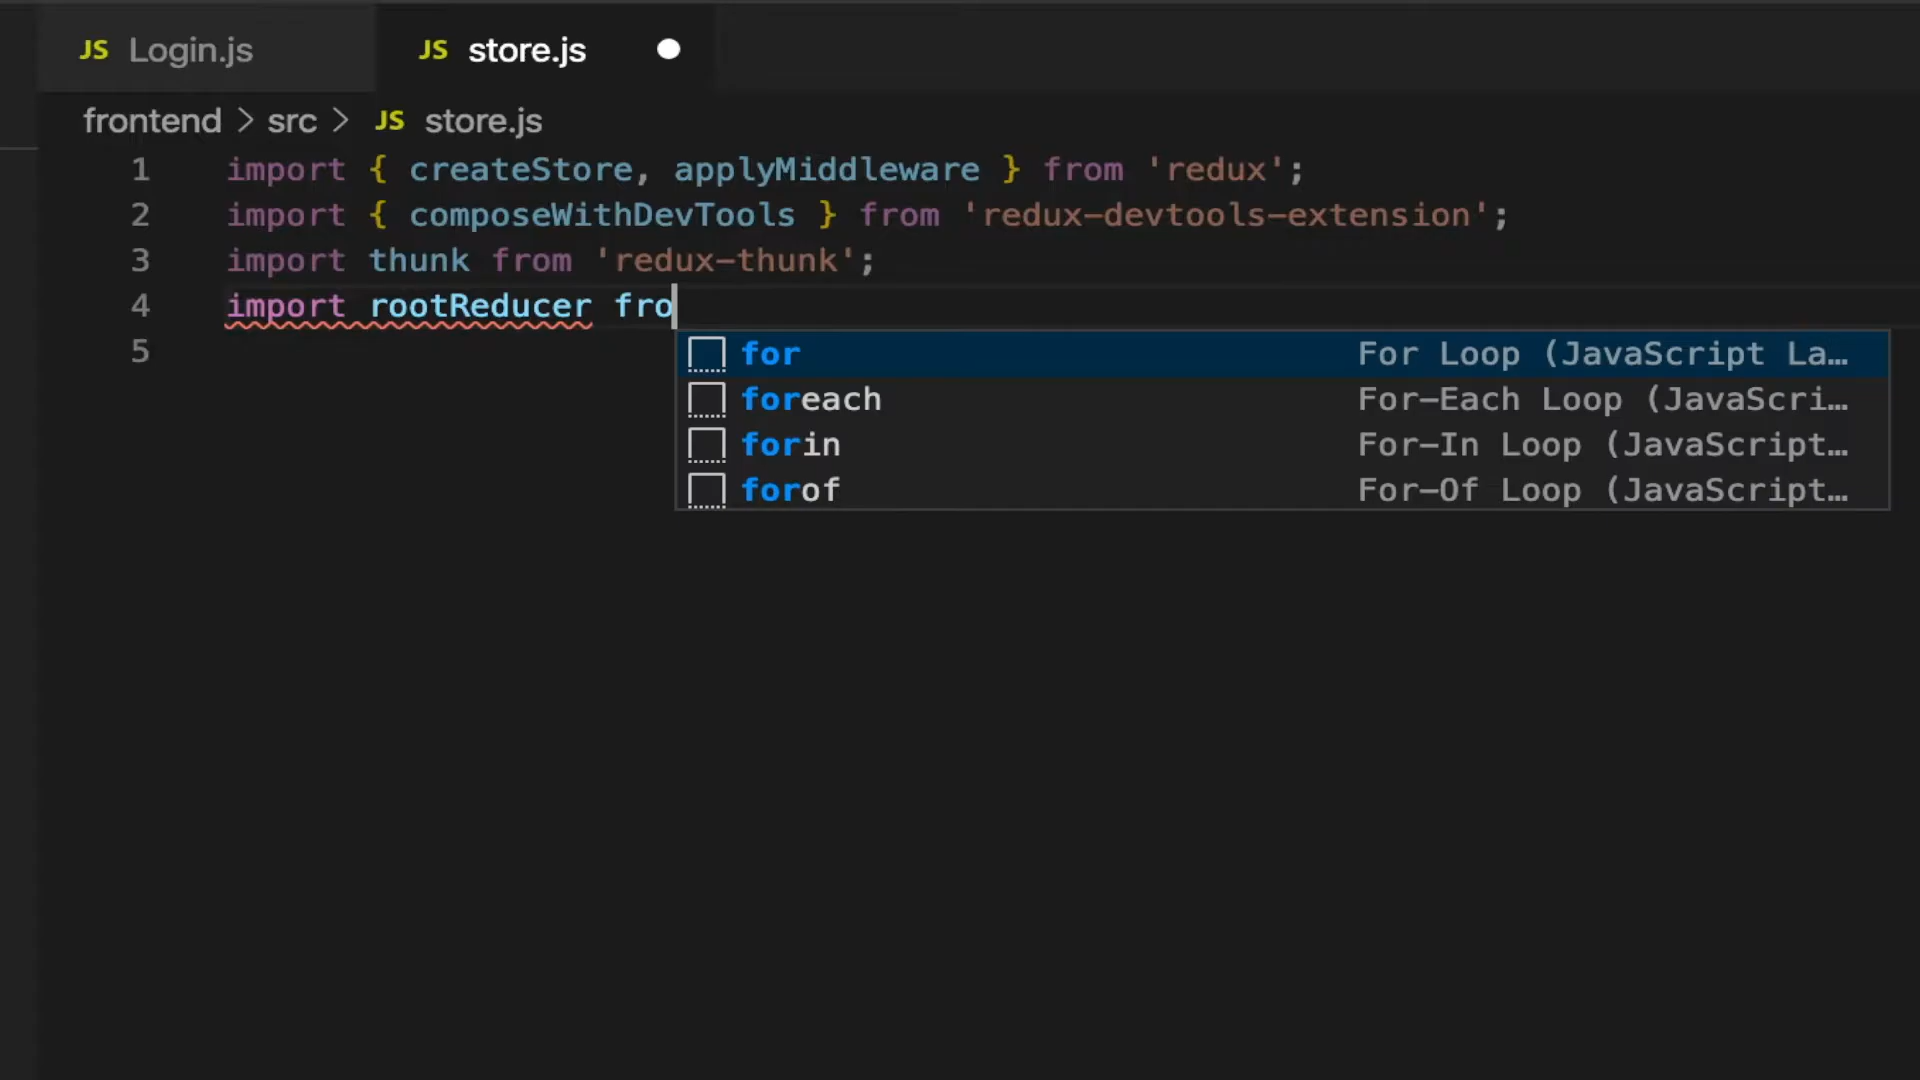 JS Login.js JS store.js
frontend > src > JS store.js
1 import { createStore, applyMiddleware } from 'redux';
2 import { composeWithDevTools } from 'redux-devtools-extension';
3 import thunk from 'redux-thunk';
4 import rootReducer fro
5
for For Loop (JavaScript La…
foreach For-Each Loop (JavaScri…
forin For-In Loop (JavaScript…
forof For-Of Loop (JavaScript…